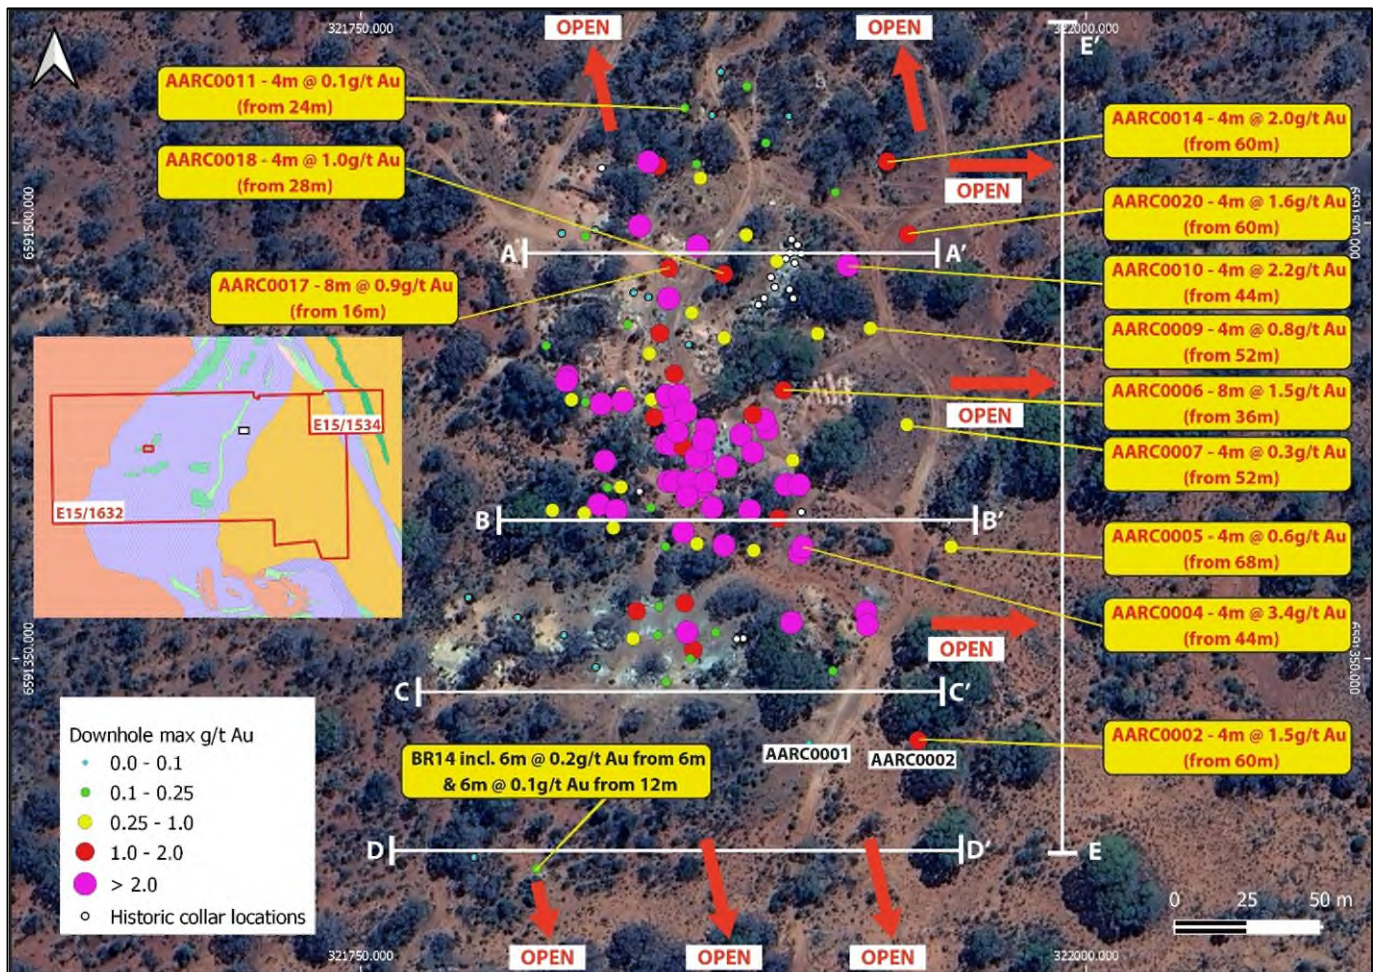 321750.000
OPEN
OPEN
322000.000
E'
AARC0011 - 4m @ 0.1g/t Au
(from 24m)
AARC0014 - 4m @ 2.0g/t Au
(from 60m)
AARC0018 - 4m @ 1.0g/t Au
(from 28m)
OPEN
6591500.000
6591500.000
AARC0020 - 4m @ 1.6g/t Au
(from 60m)
A
A'
AARC0010 - 4m @ 2.2g/t Au
(from 44m)
AARC0017 - 8m @ 0.9g/t Au
(from 16m)
AARC0009 - 4m @ 0.8g/t Au
(from 52m)
AARC0006 - 8m @ 1.5g/t Au
(from 36m)
OPEN
E15/1534
AARC0007 - 4m @ 0.3g/t Au
(from 52m)
E15/1632
B
B'
AARC0005 - 4m @ 0.6g/t Au
(from 68m)
AARC0004 - 4m @ 3.4g/t Au
(from 44m)
OPEN
6591350.000
6591350.000
C
C'
AARC0001
AARC0002
AARC0002 - 4m @ 1.5g/t Au
(from 60m)
BR14 incl. 6m @ 0.2g/t Au from 6m
& 6m @ 0.1g/t Au from 12m
Downhole max g/t Au
0.0 - 0.1
0.1 - 0.25
0.25 - 1.0
1.0 - 2.0
> 2.0
Historic collar locations
D
D'
E
0 25 50 m
OPEN
OPEN
OPEN
321750.000
322000.000